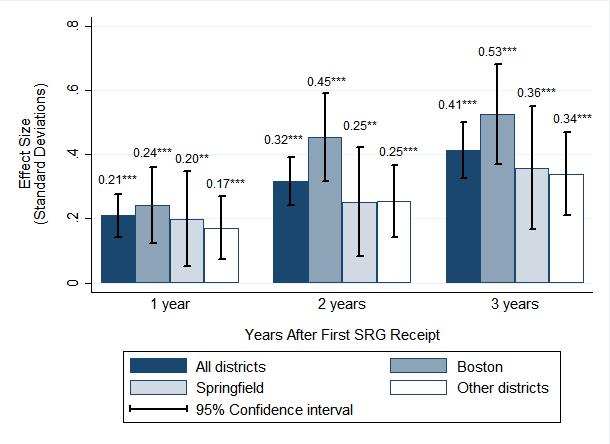 Effect Size
(Standard Deviations)
.8
.6
.4
.2
0
0.21***
0.24***
0.20**
0.17***
0.32***
0.45***
0.25**
0.25***
0.41***
0.53***
0.36***
0.34***
1 year
2 years
3 years
Years After First SRG Receipt
All districts
Boston
Springfield
Other districts
95% Confidence interval